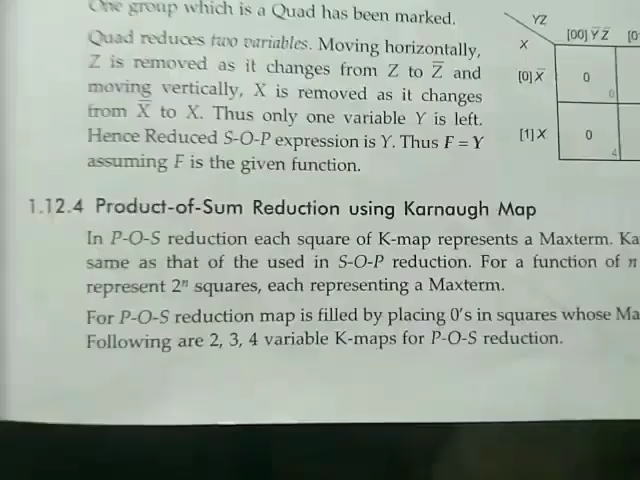 One group which is a Quad has been marked.
Quad reduces two variables. Moving horizontally,
Z is removed as it changes from Z to Z̅ and
moving vertically, X is removed as it changes
from X̅ to X. Thus only one variable Y is left.
Hence Reduced S-O-P expression is Y. Thus F = Y
assuming F is the given function.
YZ
X
[00] Y̅ Z̅
[0] X̅
0
0
[1] X
0
4
1.12.4 Product-of-Sum Reduction using Karnaugh Map
In P-O-S reduction each square of K-map represents a Maxterm. Ka
same as that of the used in S-O-P reduction. For a function of n
represent 2ⁿ squares, each representing a Maxterm.
For P-O-S reduction map is filled by placing 0's in squares whose Ma
Following are 2, 3, 4 variable K-maps for P-O-S reduction.